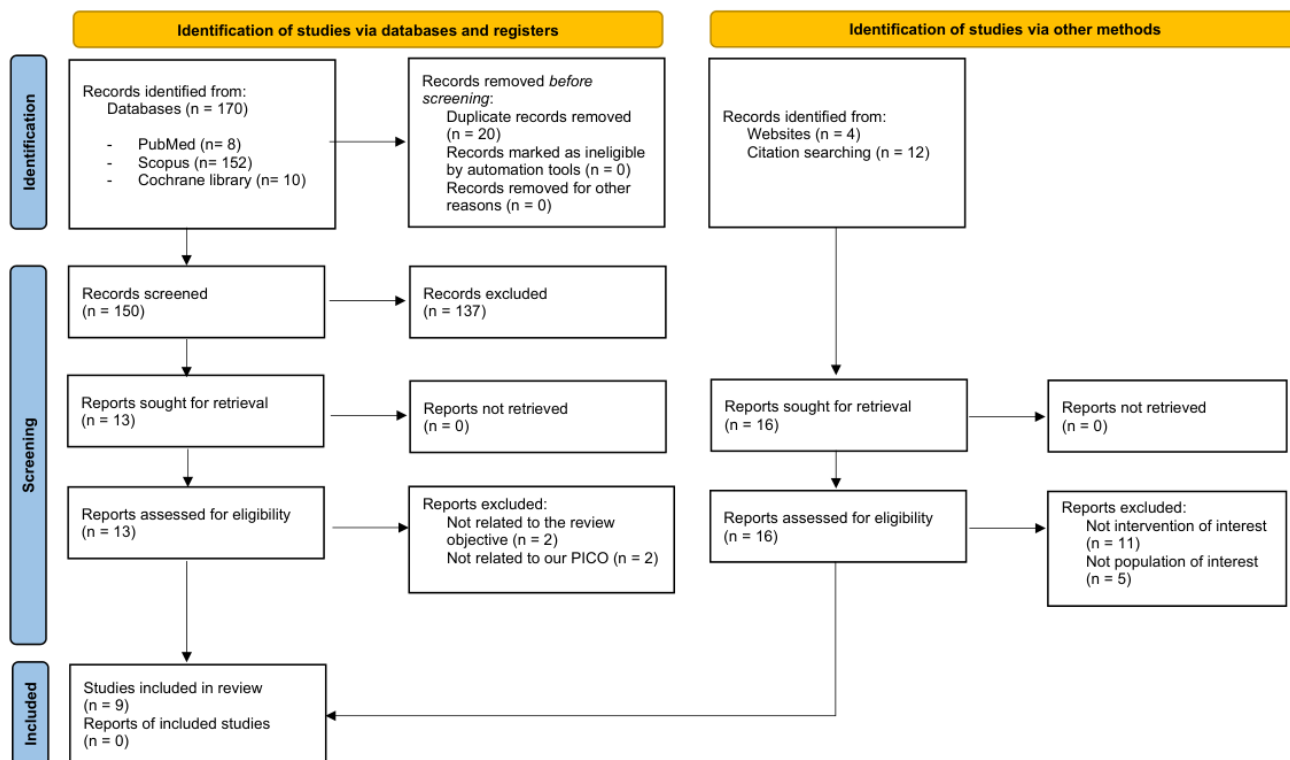 Identification of studies via databases and registers
Identification of studies via other methods
Identification
Records identified from:
Databases (n = 170)
- PubMed (n= 8)
- Scopus (n= 152)
- Cochrane library (n= 10)
Records removed before
screening:
Duplicate records removed
(n = 20)
Records marked as ineligible
by automation tools (n = 0)
Records removed for other
reasons (n = 0)
Records identified from:
Websites (n = 4)
Citation searching (n = 12)
Screening
Records screened
(n = 150)
Records excluded
(n = 137)
Reports sought for retrieval
(n = 13)
Reports not retrieved
(n = 0)
Reports sought for retrieval
(n = 16)
Reports not retrieved
(n = 0)
Reports assessed for eligibility
(n = 13)
Reports excluded:
Not related to the review
objective (n = 2)
Not related to our PICO (n = 2)
Reports assessed for eligibility
(n = 16)
Reports excluded:
Not intervention of interest
(n = 11)
Not population of interest
(n = 5)
Included
Studies included in review
(n = 9)
Reports of included studies
(n = 0)